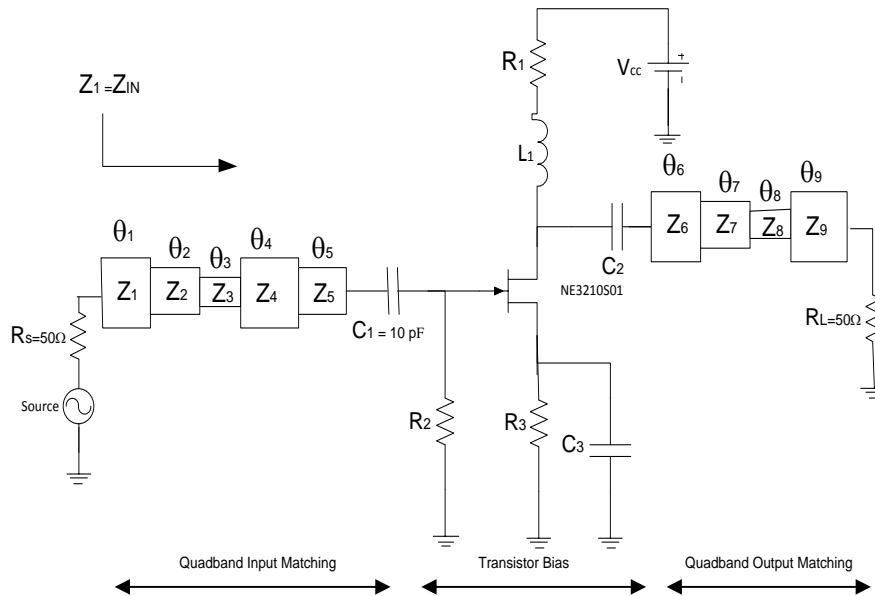 R1
Vcc
+
−
Z1 =ZIN
L1
θ6
θ7
θ8
θ9
θ1
θ2
θ3
θ4
θ5
Z6
Z7
Z8
Z9
Z1
Z2
Z3
Z4
Z5
C2
NE3210S01
C1 = 10 pF
RS=50Ω
RL=50Ω
Source
R2
R3
C3
Quadband Input Matching
Transistor Bias
Quadband Output Matching